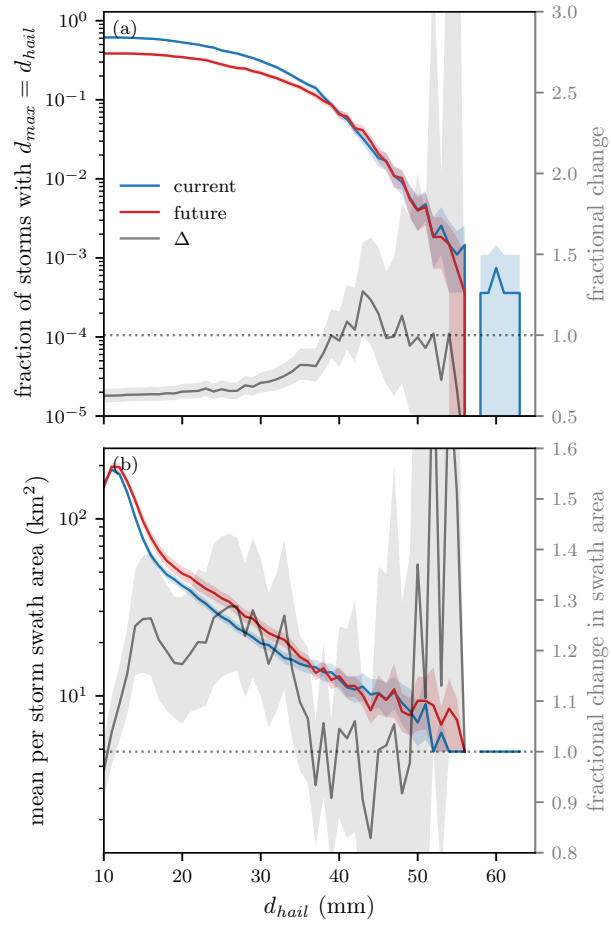 (a)
fraction of storms with d_max = d_hail
10^0
10^-1
10^-2
10^-3
10^-4
10^-5
current
future
Δ
3.0
2.5
2.0
1.5
1.0
0.5
fractional change
(b)
mean per storm swath area (km²)
10^2
10^1
1.6
1.5
1.4
1.3
1.2
1.1
1.0
0.9
0.8
fractional change in swath area
10 20 30 40 50 60
d_hail (mm)